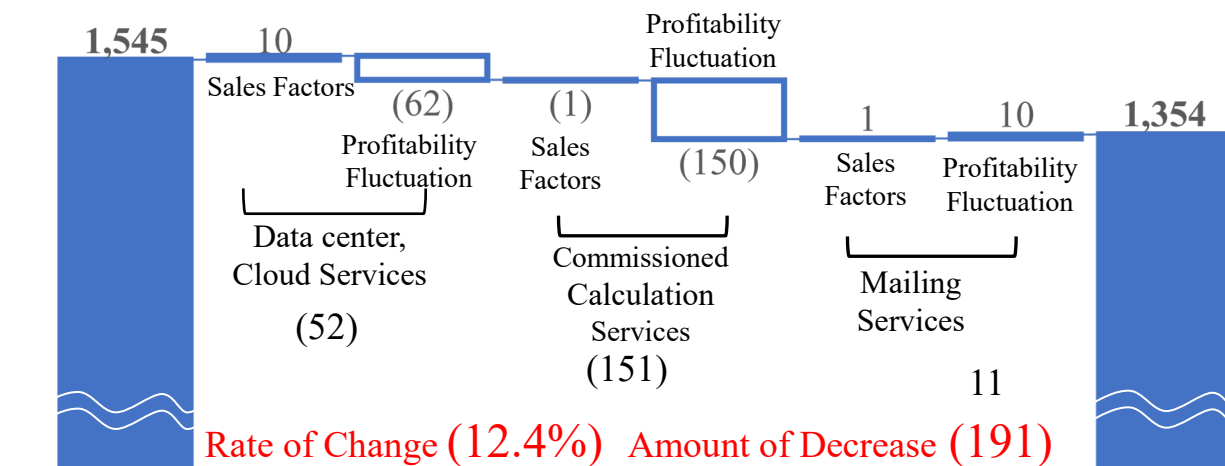 1,545
10
Sales Factors
(62)
Profitability
Fluctuation
Data center,
Cloud Services
(52)
(1)
Sales
Factors
Profitability
Fluctuation
(150)
Commissioned
Calculation
Services
(151)
1
Sales
Factors
10
Profitability
Fluctuation
Mailing
Services
11
1,354
Rate of Change (12.4%) Amount of Decrease (191)